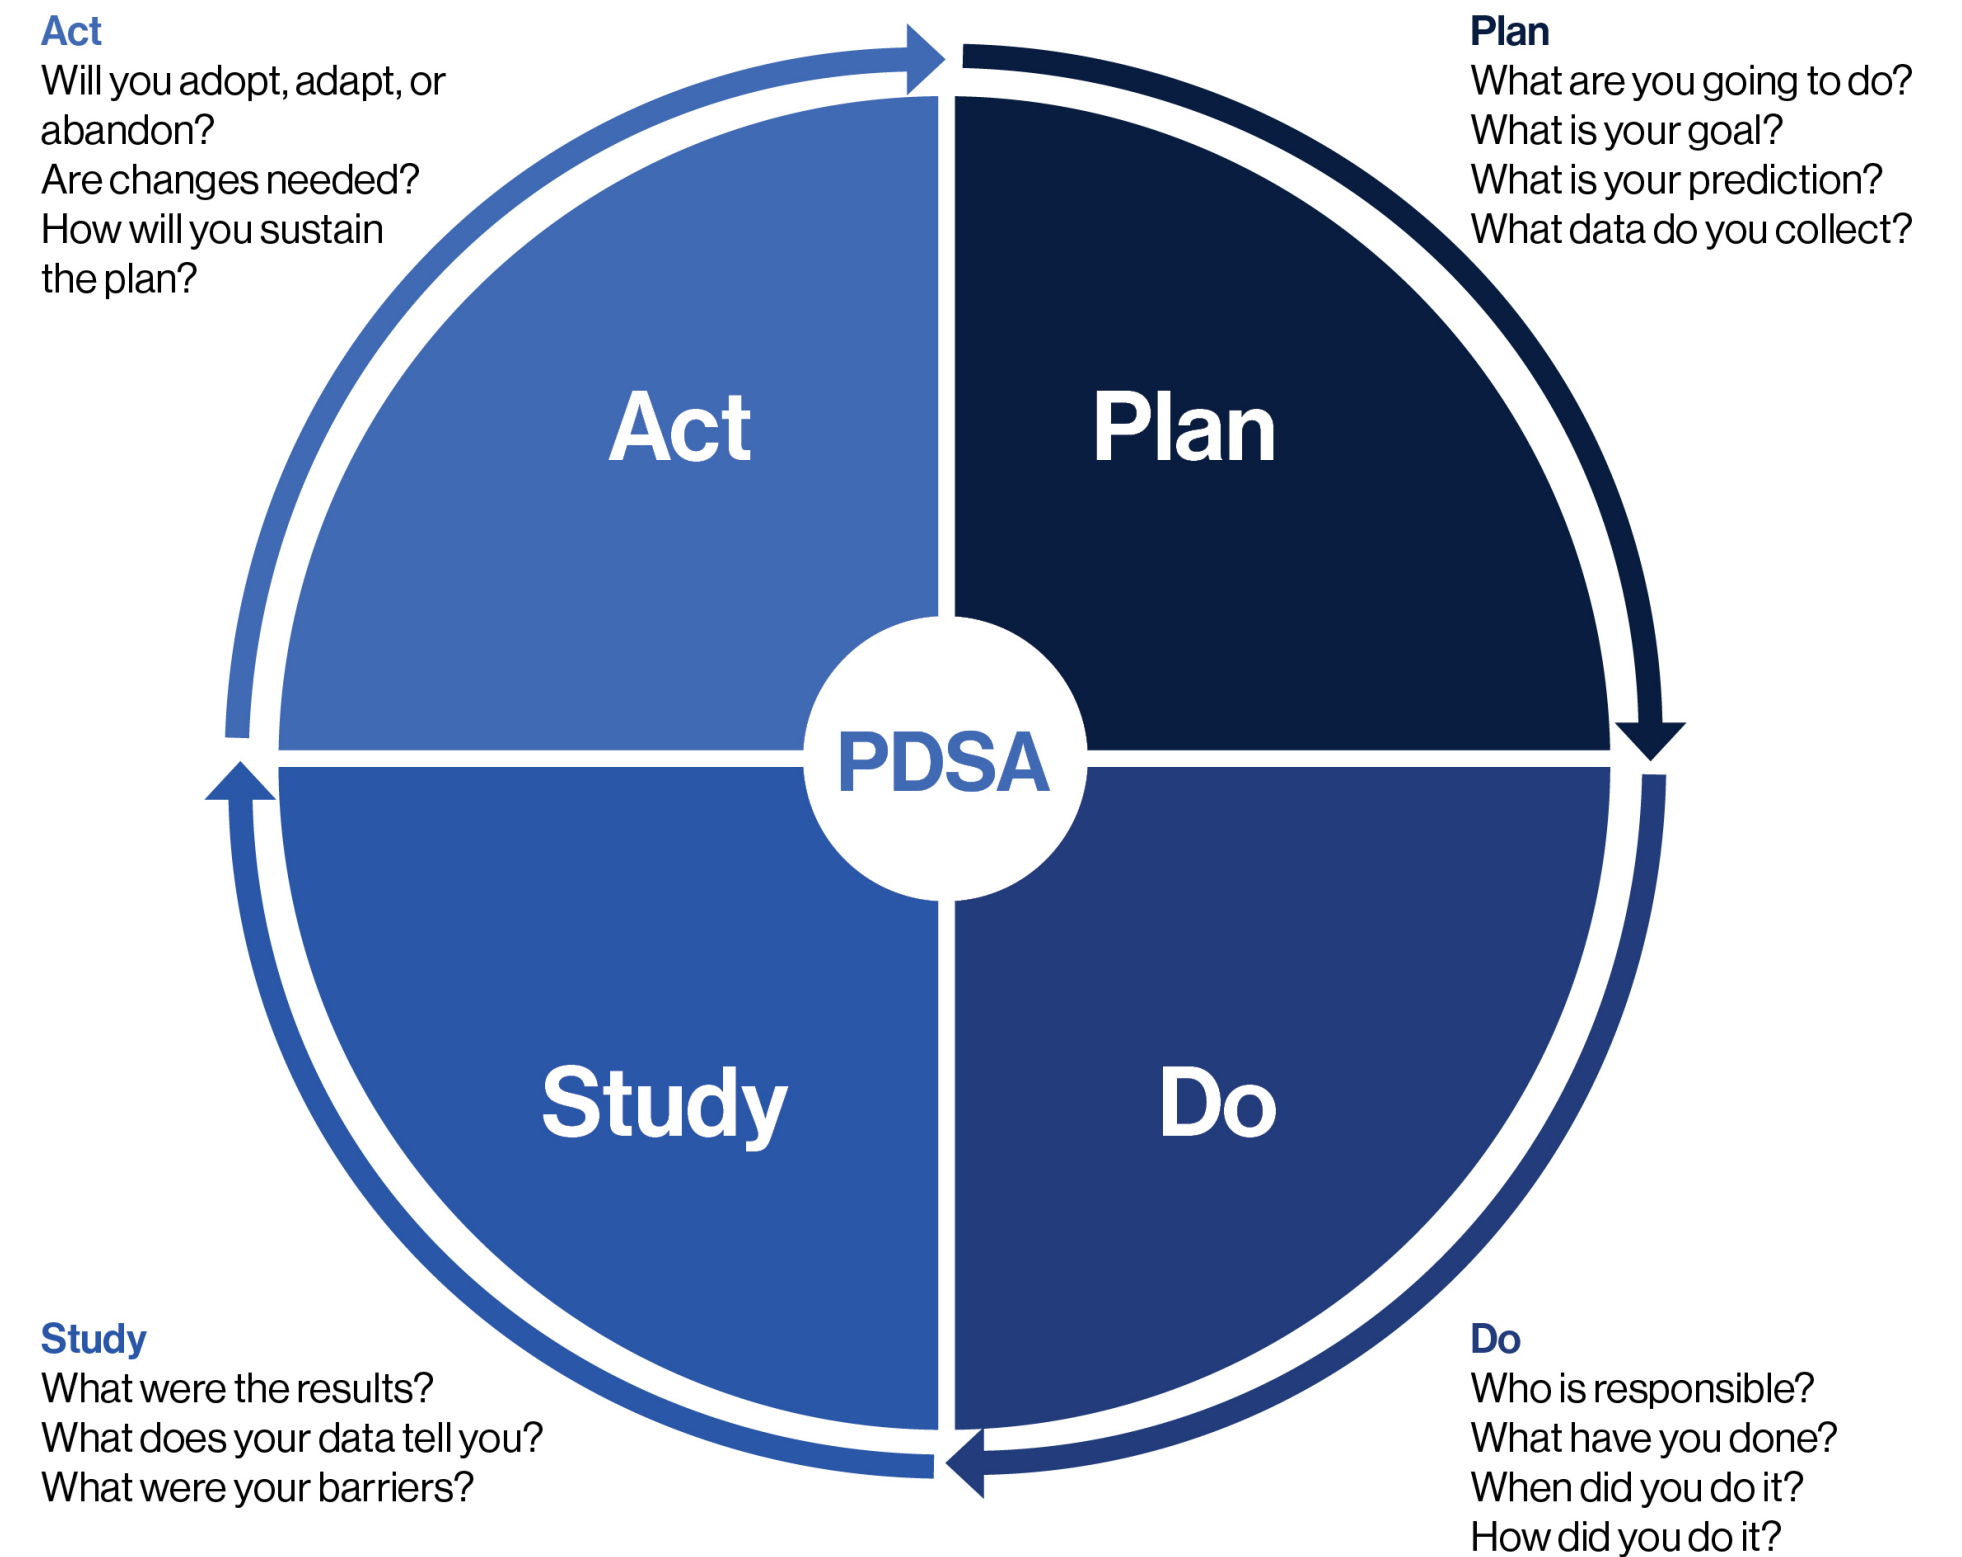 Act
Will you adopt, adapt, or
abandon?
Are changes needed?
How will you sustain
the plan?
Plan
What are you going to do?
What is your goal?
What is your prediction?
What data do you collect?
Act
Plan
PDSA
Study
Do
Study
What were the results?
What does your data tell you?
What were your barriers?
Do
Who is responsible?
What have you done?
When did you do it?
How did you do it?